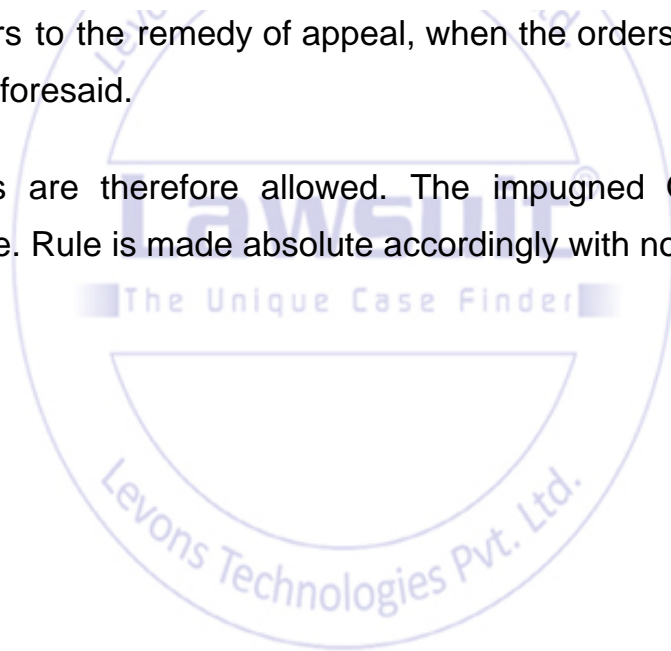 rs to the remedy of appeal, when the orders
foresaid.
s are therefore allowed. The impugned
Lawsuit®
e. Rule is made absolute accordingly with no
The Unique Case Finder
Levons Technologies Pvt. Ltd.